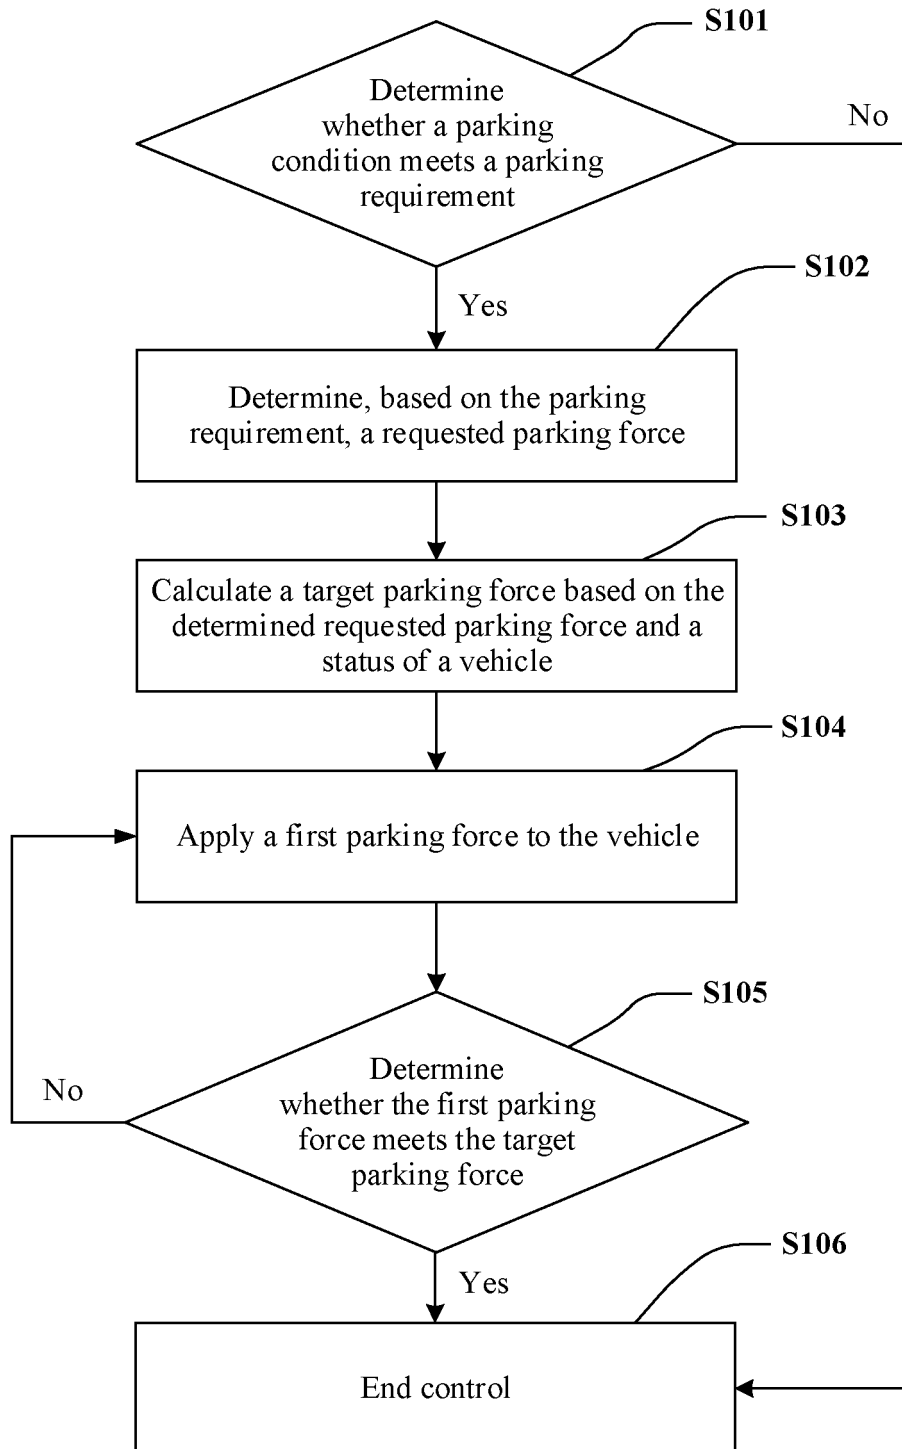 S101
Determine
whether a parking
condition meets a parking
requirement
No
S102
Yes
Determine, based on the parking
requirement, a requested parking force
S103
Calculate a target parking force based on the
determined requested parking force and a
status of a vehicle
S104
Apply a first parking force to the vehicle
S105
Determine
whether the first parking
force meets the target
parking force
No
S106
Yes
End control